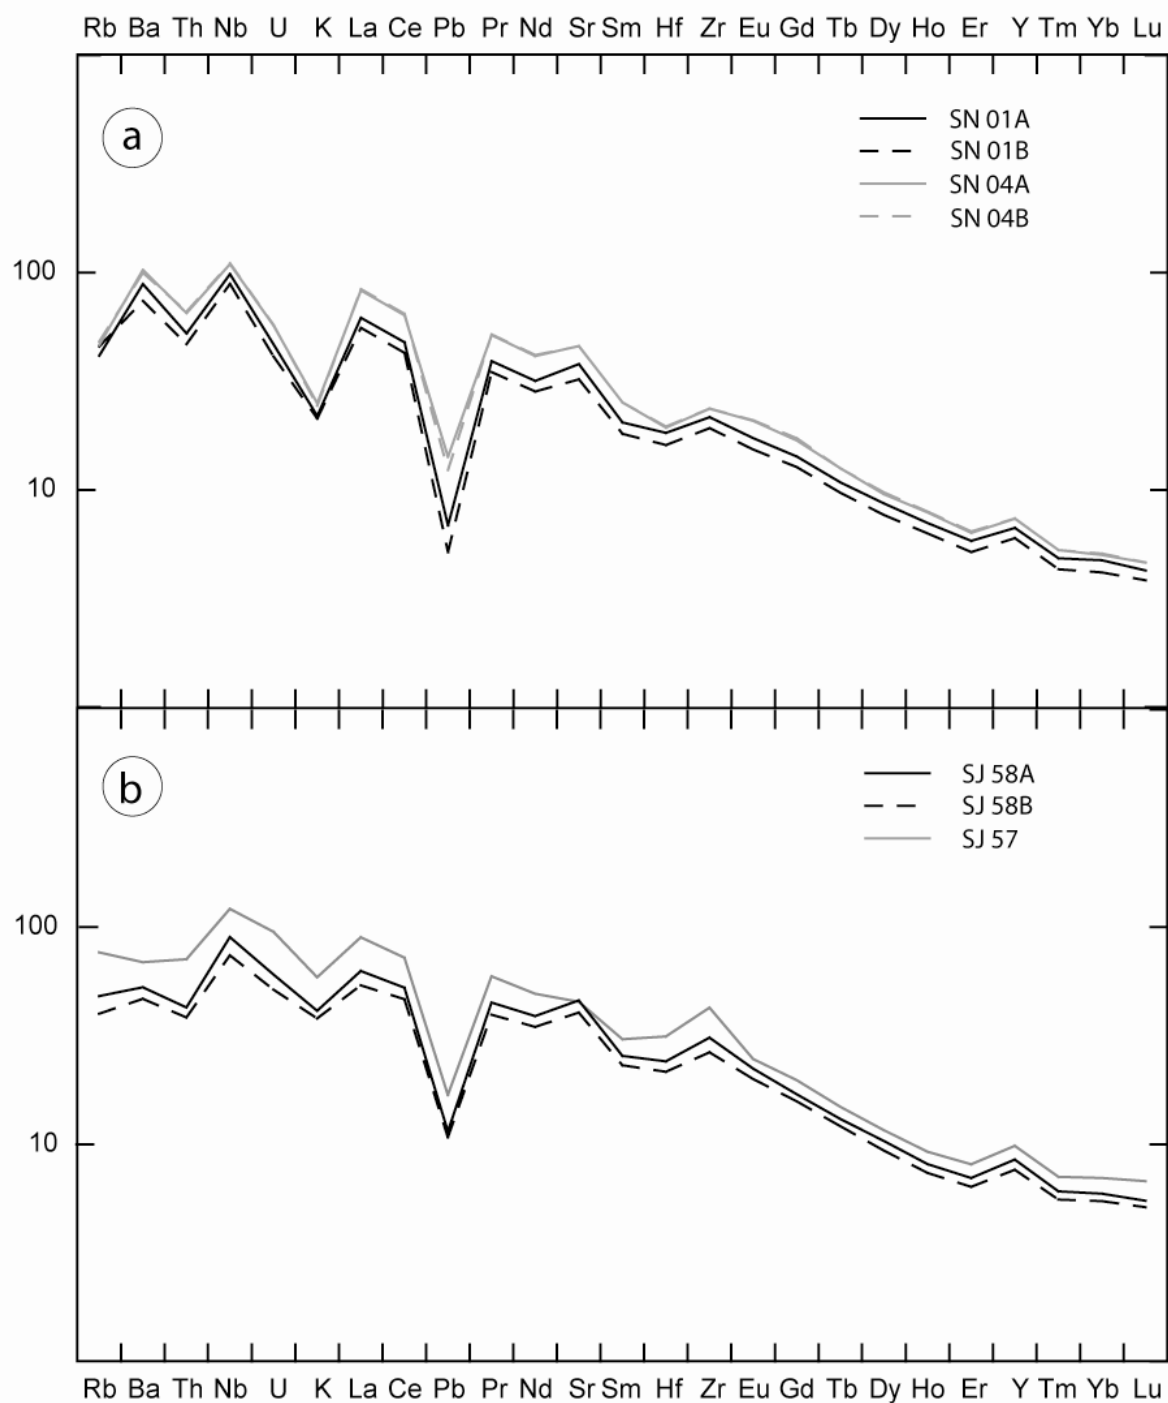 Rb Ba Th Nb U K La Ce Pb Pr Nd Sr Sm Hf Zr Eu Gd Tb Dy Ho Er Y Tm Yb Lu
a
SN 01A
SN 01B
SN 04A
SN 04B
100
10
b
SJ 58A
SJ 58B
SJ 57
100
10
Rb Ba Th Nb U K La Ce Pb Pr Nd Sr Sm Hf Zr Eu Gd Tb Dy Ho Er Y Tm Yb Lu